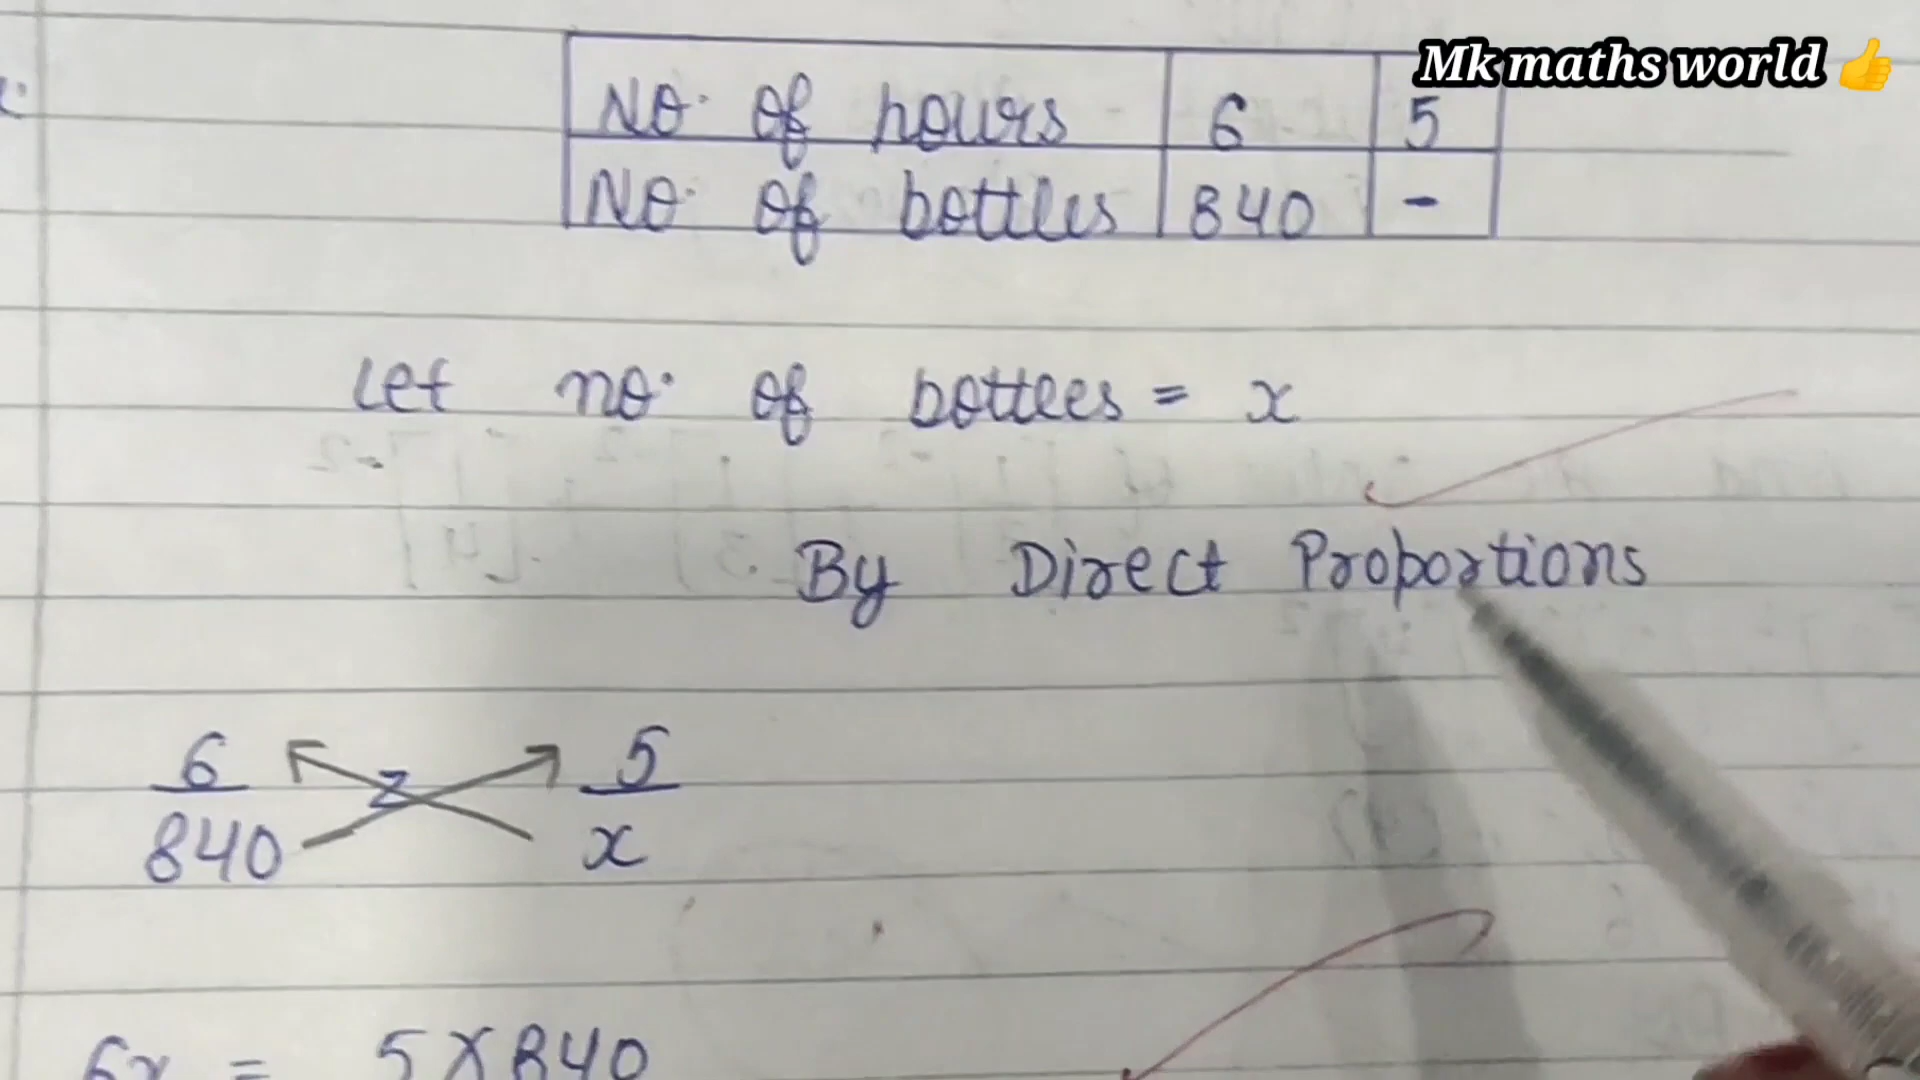 Mk maths world 👍
No. of hours 6 5
No. of bottles 840 -
Let no. of bottles = x
By Direct Proportions
6 = 5
840 x
6x = 5 X 840